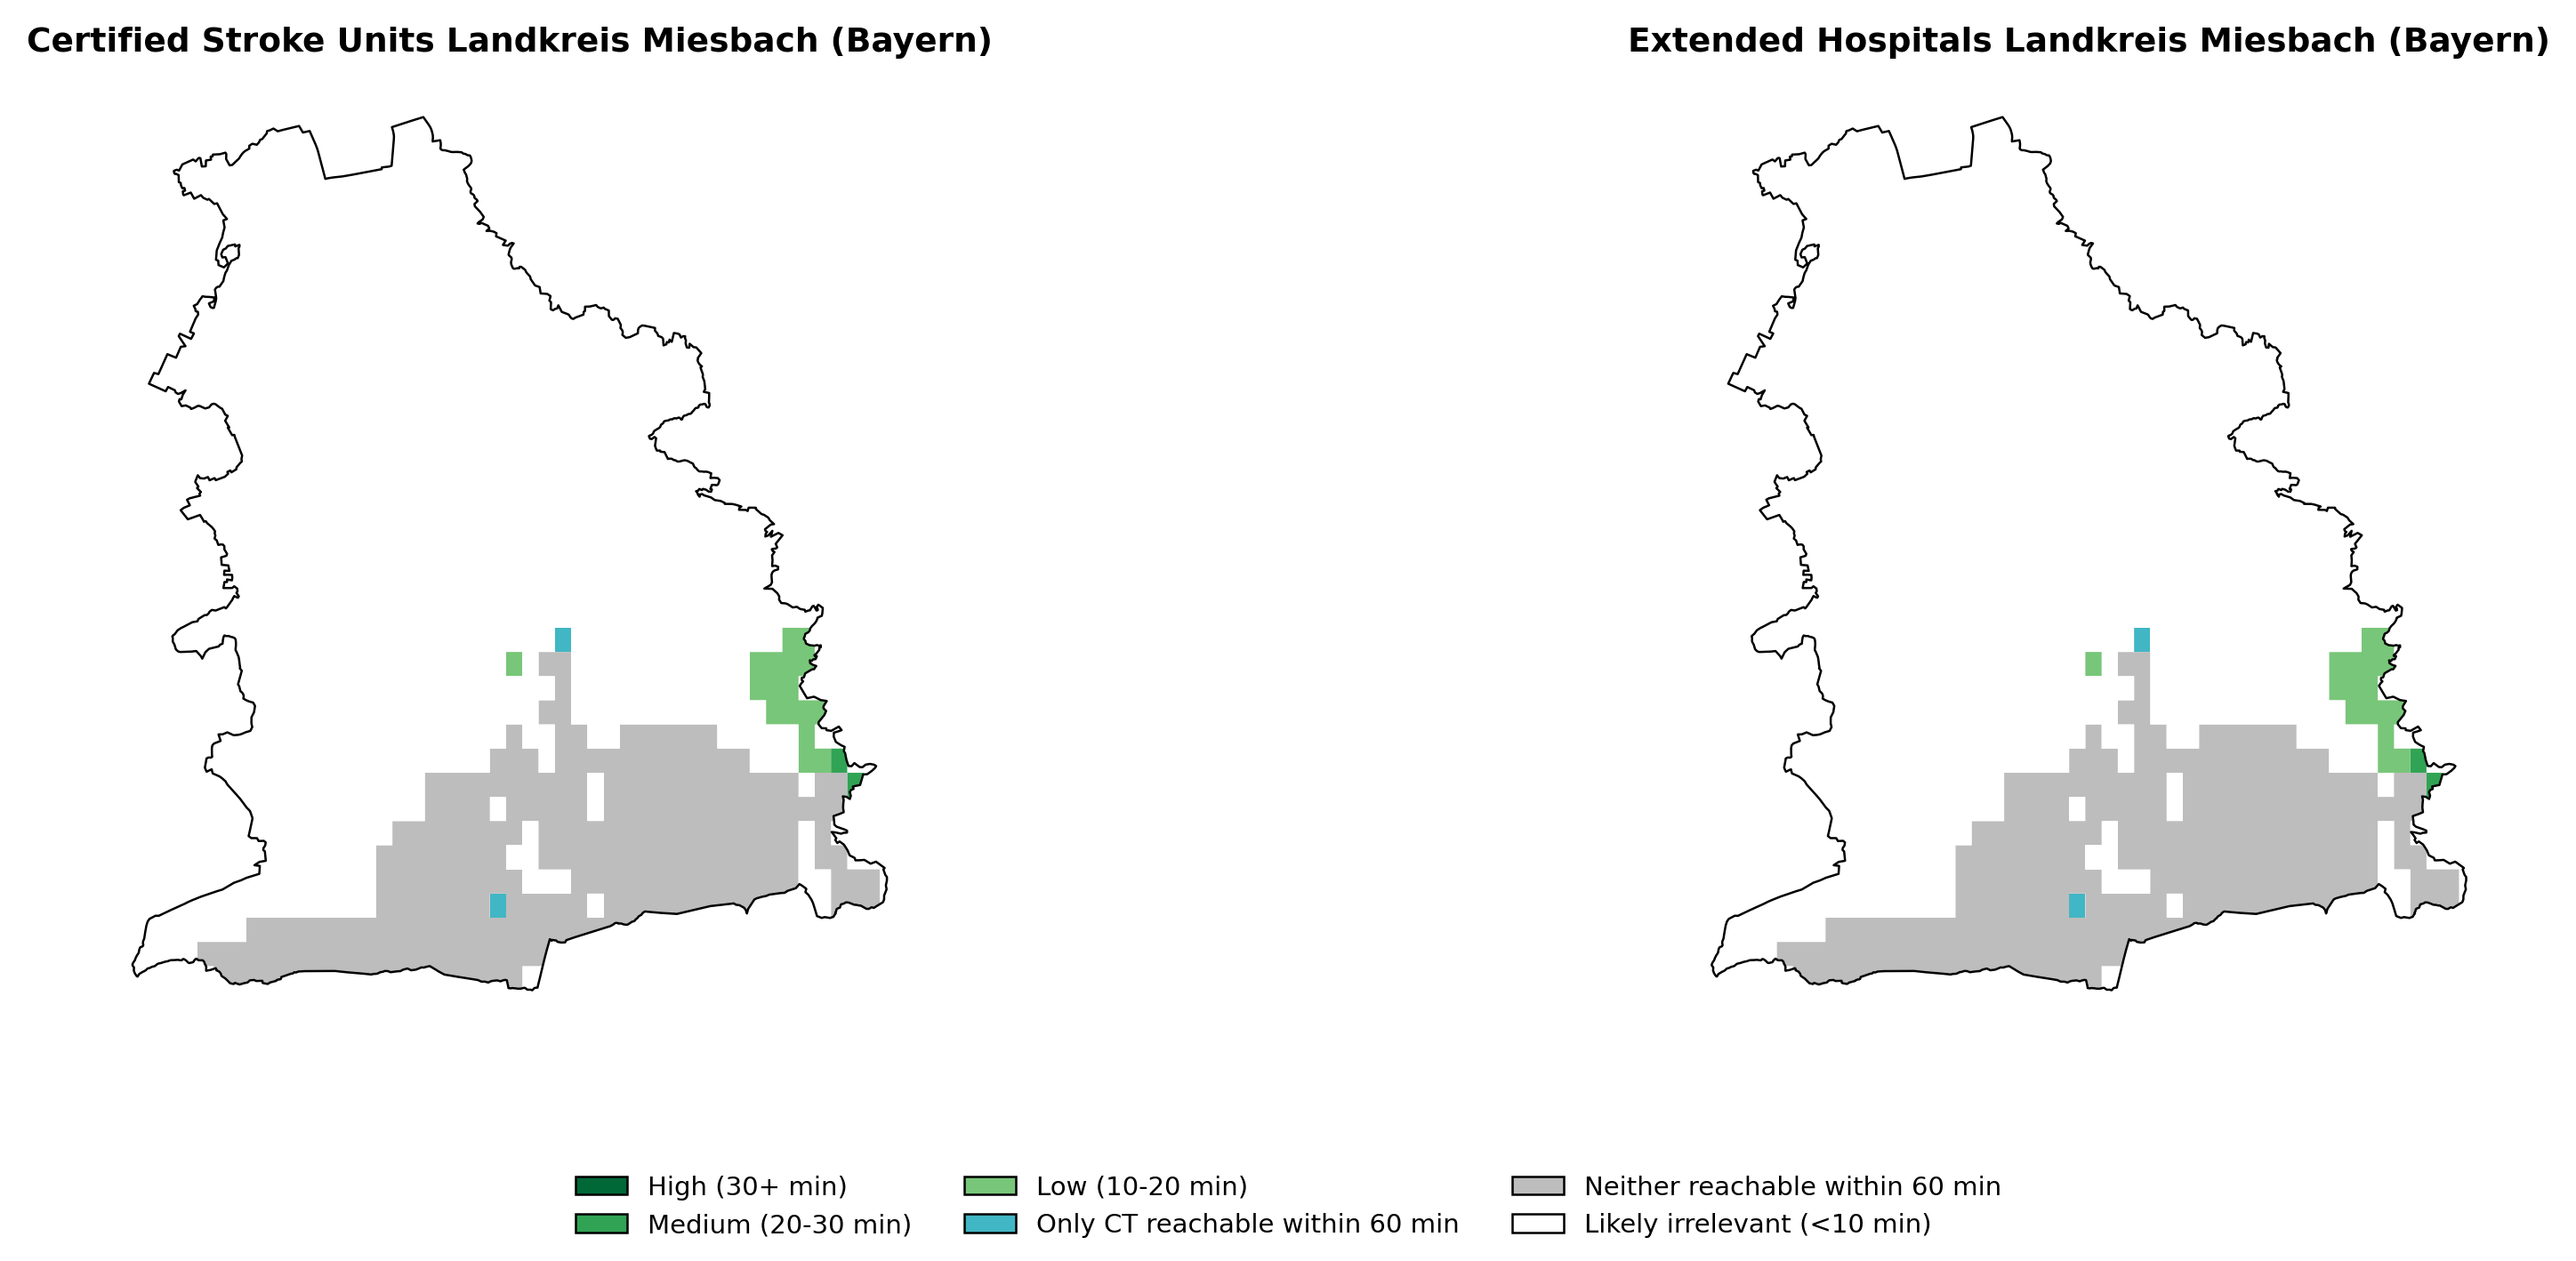 Certified Stroke Units Landkreis Miesbach (Bayern)
Extended Hospitals Landkreis Miesbach (Bayern)
High (30+ min)
Medium (20-30 min)
Low (10-20 min)
Only CT reachable within 60 min
Neither reachable within 60 min
Likely irrelevant (<10 min)